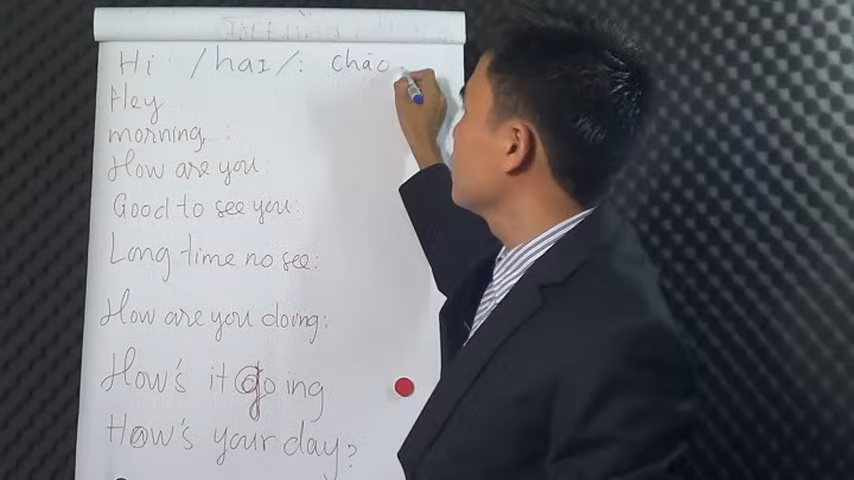 Hi : /haɪ/: chào
Hey
morning, :
How are you:
Good to see you:
Long time no see:
How are you doing:
How's it going
How's your day?